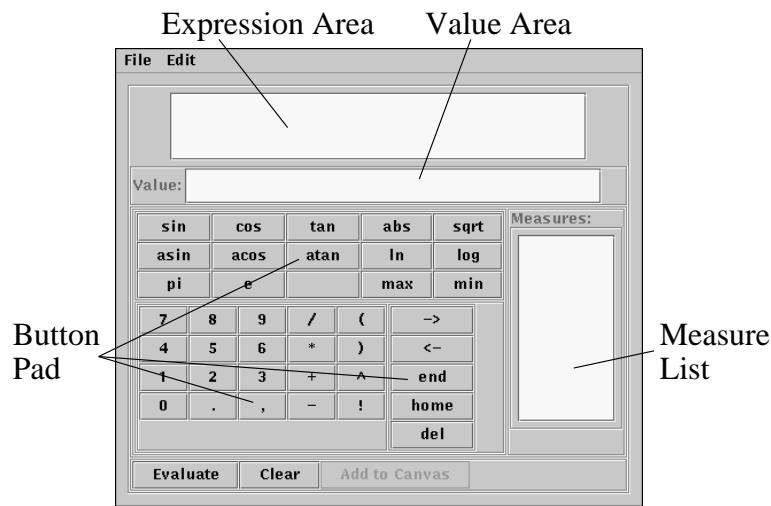 Expression Area Value Area
File Edit
Value:
sin cos tan abs sqrt Measures:
asin acos atan ln log
pi e max min
7 8 9 / ( ->
4 5 6 * ) <-
1 2 3 + ^ end
0 . , - ! home
del
Button
Pad
Measure
List
Evaluate Clear Add to Canvas